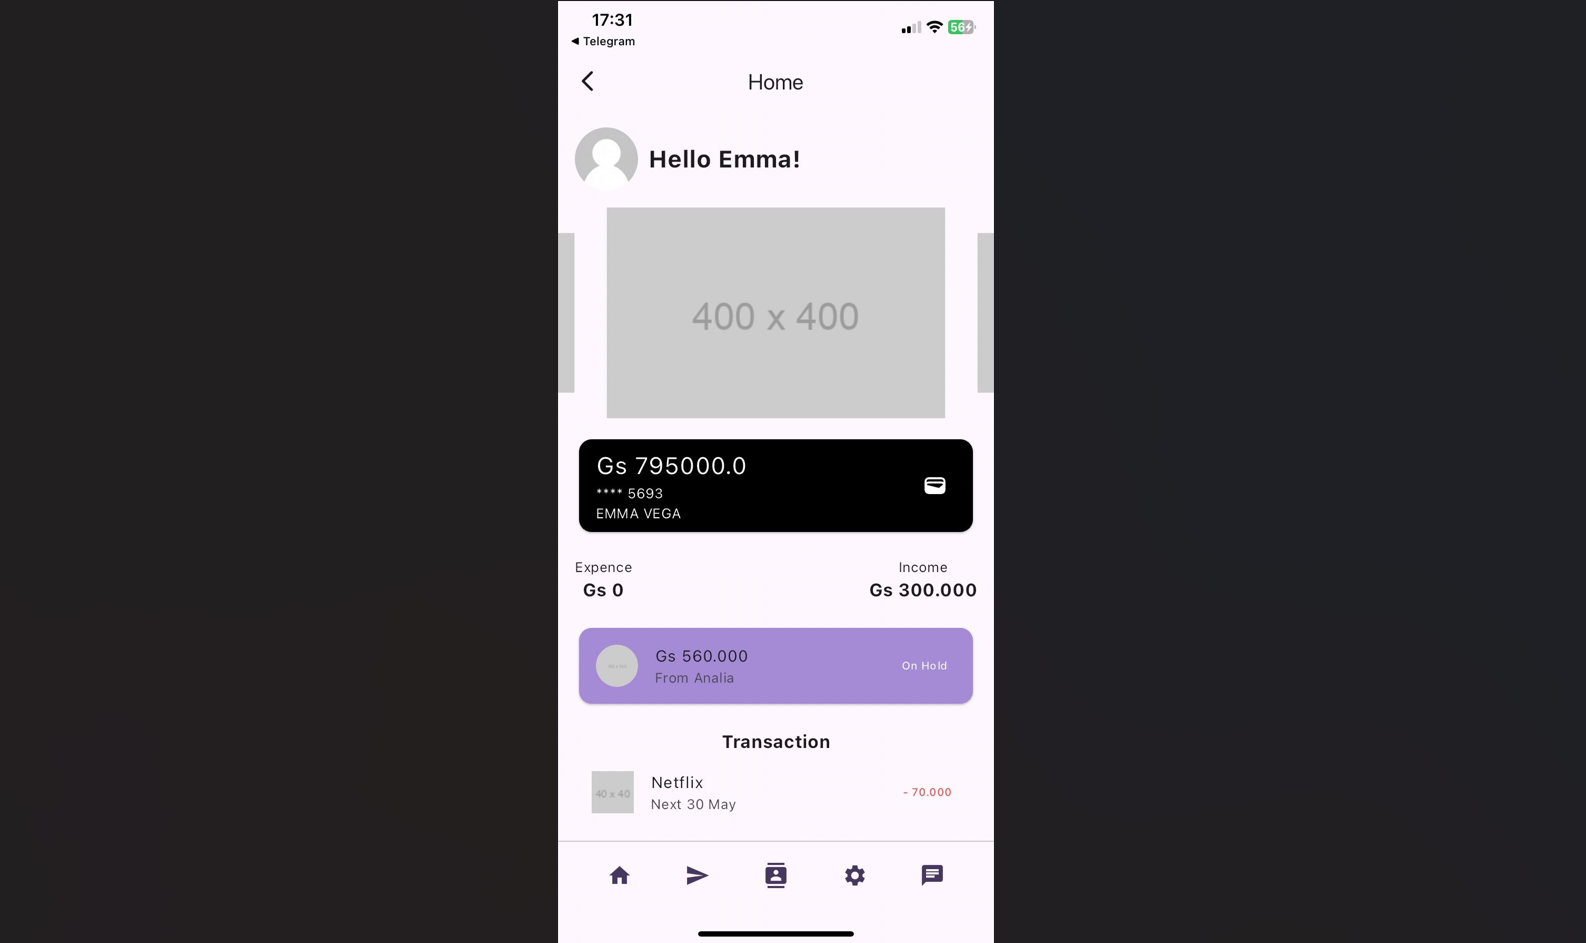 17:31
56
◀ Telegram
Home
Hello Emma!
400 x 400
Gs 795000.0
**** 5693
EMMA VEGA
Expence
Income
Gs 0
Gs 300.000
Gs 560.000
From Analia
On Hold
Transaction
40 x 40
Netflix
Next 30 May
- 70.000